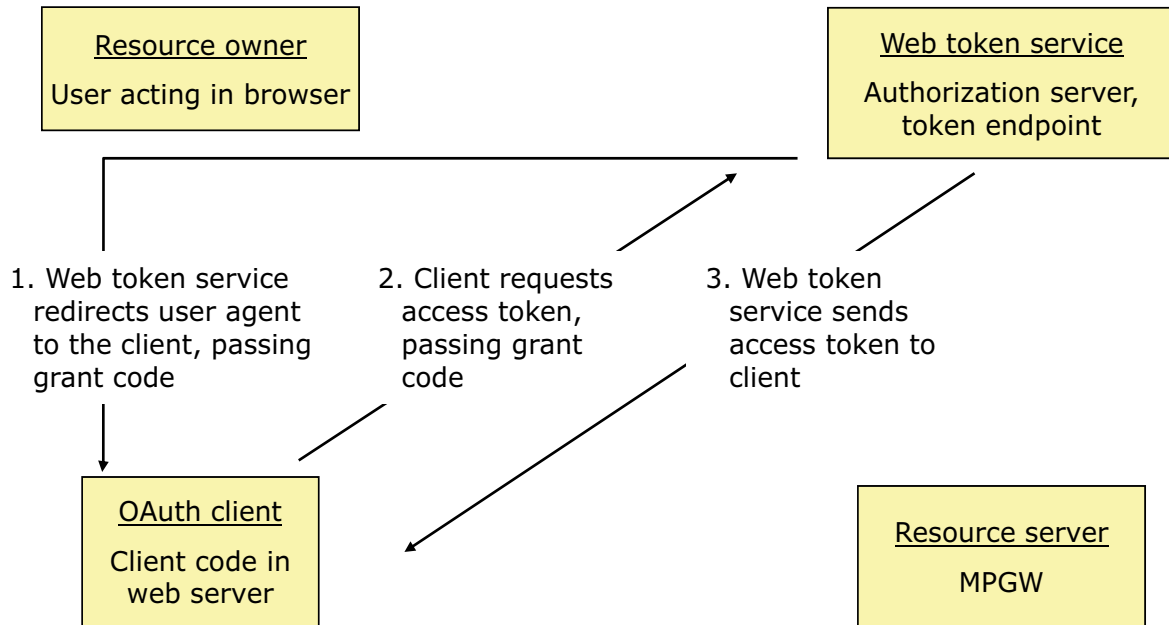 Resource owner
User acting in browser
Web token service
Authorization server,
token endpoint
1. Web token service
redirects user agent
to the client, passing
grant code
2. Client requests
access token,
passing grant
code
3. Web token
service sends
access token to
client
OAuth client
Client code in
web server
Resource server
MPGW